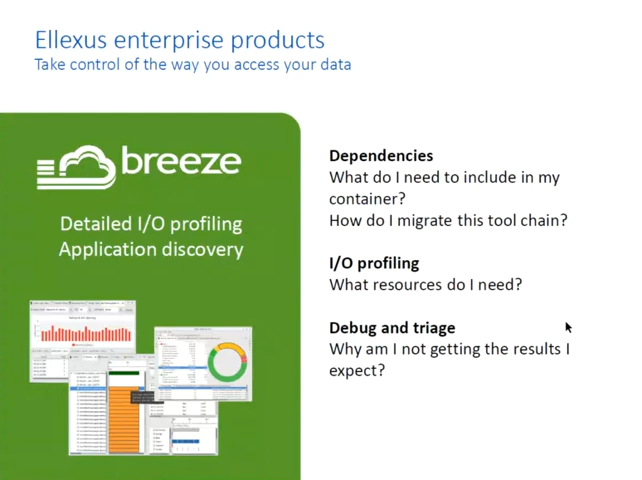 Ellexus enterprise products
Take control of the way you access your data
breeze
Detailed I/O profiling
Application discovery
Dependencies
What do I need to include in my
container?
How do I migrate this tool chain?
I/O profiling
What resources do I need?
Debug and triage
Why am I not getting the results I
expect?